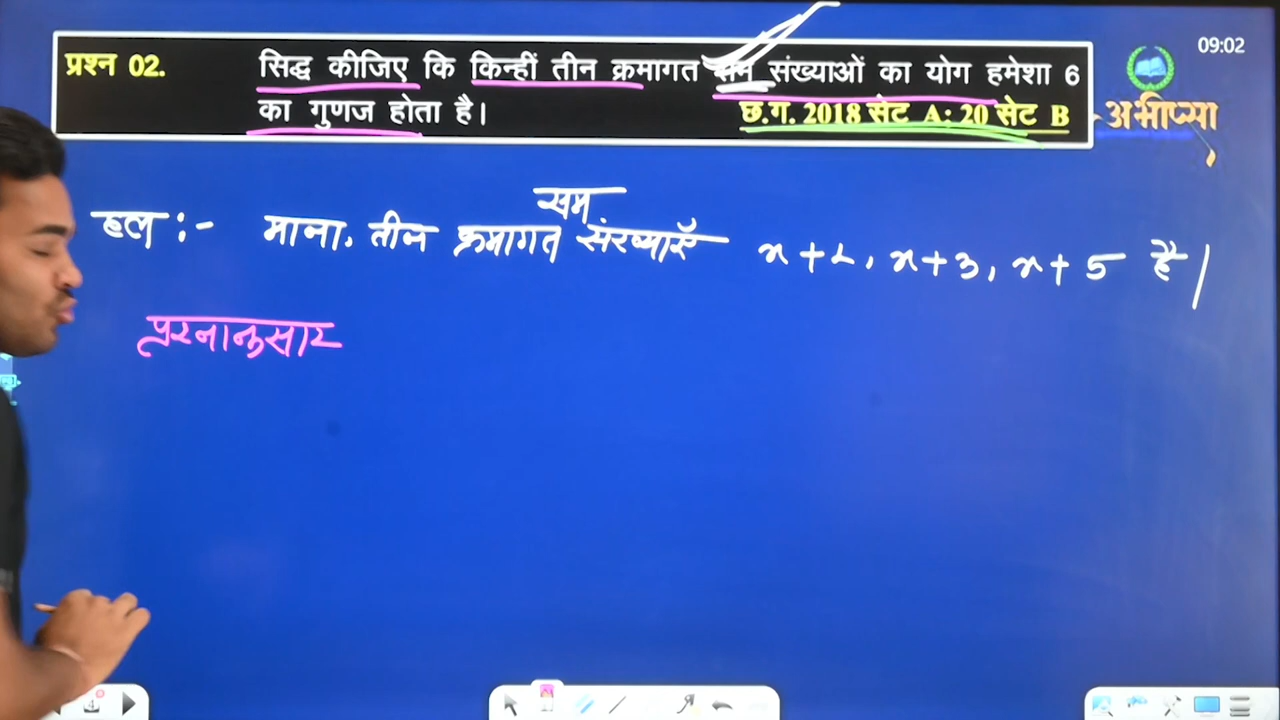 09:02
प्रश्न 02. सिद्ध कीजिए कि किन्हीं तीन क्रमागत सम संख्याओं का योग हमेशा 6
का गुणज होता है।
छ.ग. 2018 सेट A: 20 सेट B
अभीप्सा
सम
हल :- माना, तीन क्रमागत संख्याएँ x + 2, x + 3, x + 5 है।
प्रश्नानुसार